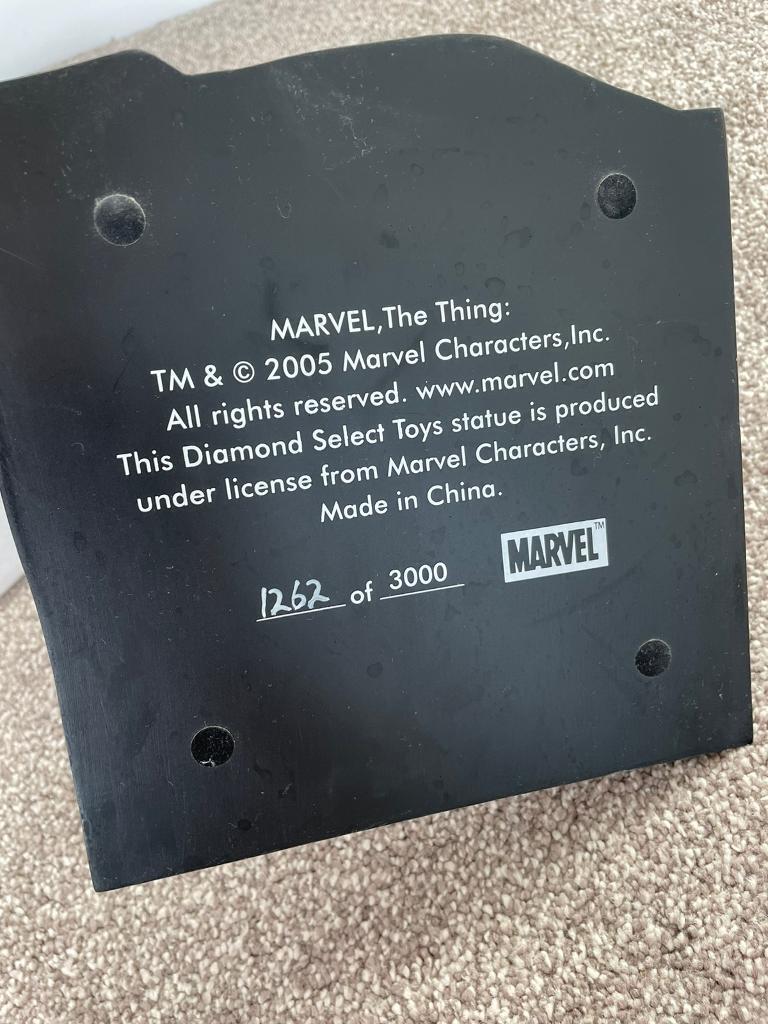 MARVEL,The Thing:
TM & © 2005 Marvel Characters,Inc.
All rights reserved. www.marvel.com
This Diamond Select Toys statue is produced
under license from Marvel Characters, Inc.
Made in China.
1262 of 3000
MARVEL™